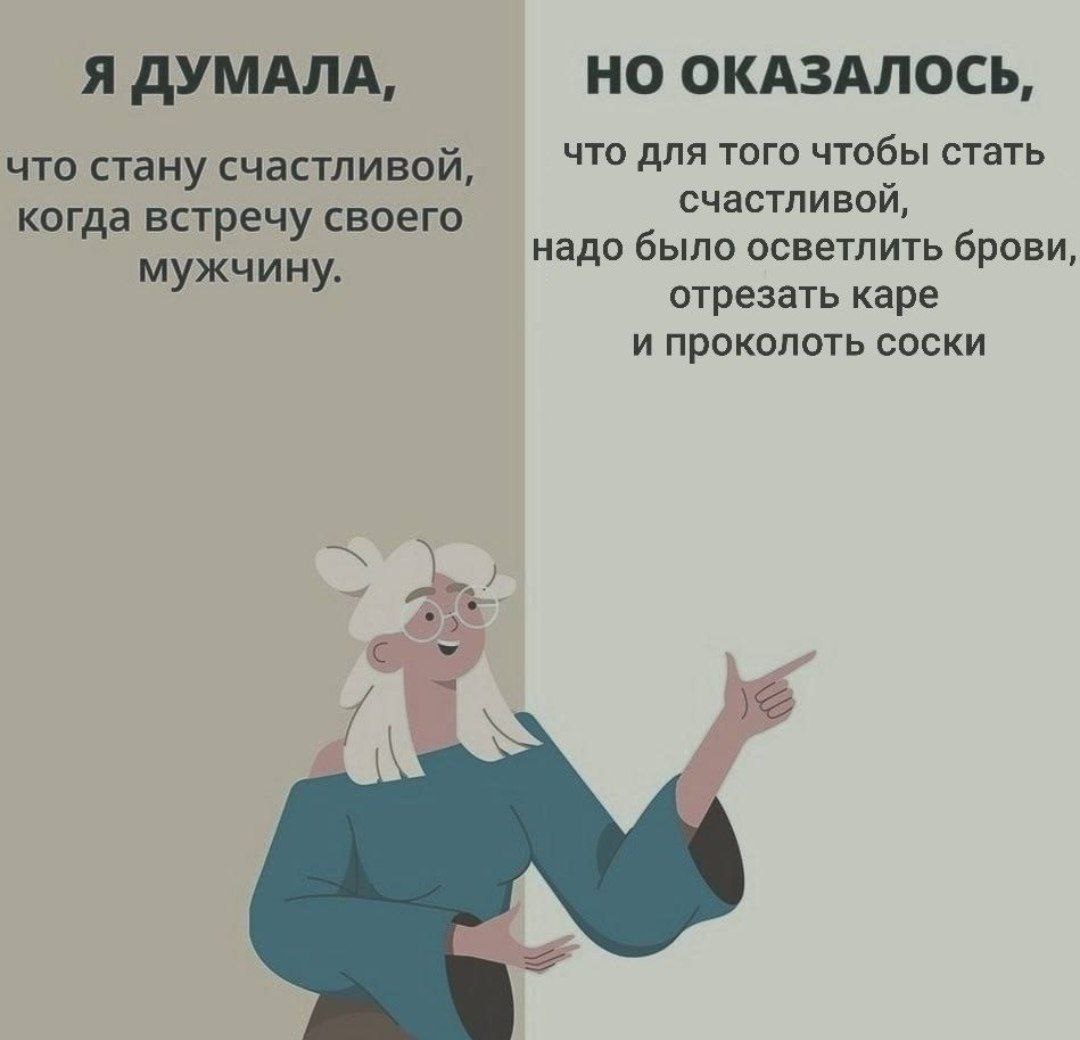 Я ДУМАЛА,
что стану счастливой,
когда встречу своего
мужчину.
НО ОКАЗАЛОСЬ,
что для того чтобы стать
счастливой,
надо было осветлить брови,
отрезать каре
и проколоть соски